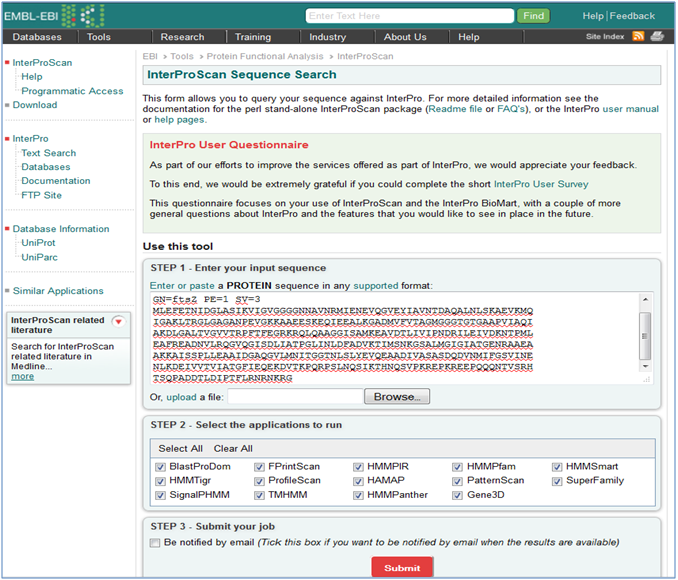 EMBL-EBI
Enter Text Here
Find
Help | Feedback
Databases Tools Research Training Industry About Us Help Site Index
InterProScan
Help
Programmatic Access
Download
InterPro
Text Search
Databases
Documentation
FTP Site
Database Information
UniProt
UniParc
Similar Applications
InterProScan related literature
Search for InterProScan
related literature in
Medline...
more
EBI > Tools > Protein Functional Analysis > InterProScan
InterProScan Sequence Search
This form allows you to query your sequence against InterPro. For more detailed information see the
documentation for the perl stand-alone InterProScan package (Readme file or FAQ's), or the InterPro user manual
or help pages.
InterPro User Questionnaire
As part of our efforts to improve the services offered as part of InterPro, we would appreciate your feedback.
To this end, we would be extremely grateful if you could complete the short InterPro User Survey
This questionnaire focuses on your use of InterProScan and the InterPro BioMart, with a couple of more
general questions about InterPro and the features that you would like to see in place in the future.
Use this tool
STEP 1 - Enter your input sequence
Enter or paste a PROTEIN sequence in any supported format:
GN=ftsZ PE=1 SV=3
MLEFETNIDGLASIKVIGVGGGGNNAVNRMIENEVQGVEYIAVNTDAQALNLSKAEVKMQ
IGAKLTRGLGAGANPEVGKKAAEESKEQIEEALKGADMVFVTAGMGGGTGTGAAPVIAQI
AKDLGALTVGVVTRPFTFEGRKRQLQAAGGISAMKEAVDTLIVIPNDRILEIVDKNTPML
EAFREADNVLRQGVQGISDLIATPGLINLDFADVKTIMSNKGSALMGIGIATGENRAAEA
AKKAISSPLLEAAIDGAQGVLMNITGGTNLSLYEVQEAADIVASASDQDVNMIFGSVINE
NLKDEIVVTVIATGFIEQEKDVTKPQRPSLNQSIKTHNQSVPKREPKREEPQQQNTVSRH
TSQPADDTLDIPTFLRNRNKRG
Or, upload a file: Browse...
STEP 2 - Select the applications to run
Select All Clear All
BlastProDom FPrintScan HMMPIR HMMPfam HMMSmart
HMMTigr ProfileScan HAMAP PatternScan SuperFamily
SignalPHMM TMHMM HMMPanther Gene3D
STEP 3 - Submit your job
Be notified by email (Tick this box if you want to be notified by email when the results are available)
Submit